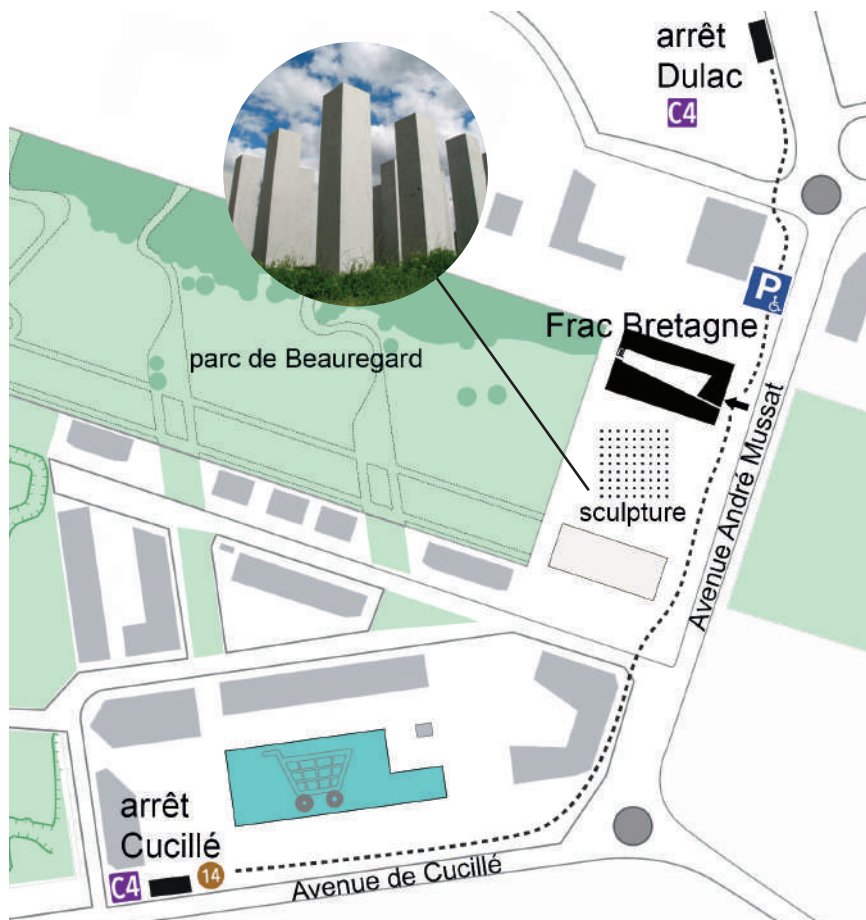 arrêt
Dulac
C4
P
Frac Bretagne
parc de Beauregard
sculpture
Avenue André Mussat
arrêt
Cucillé
C4
14
Avenue de Cucillé